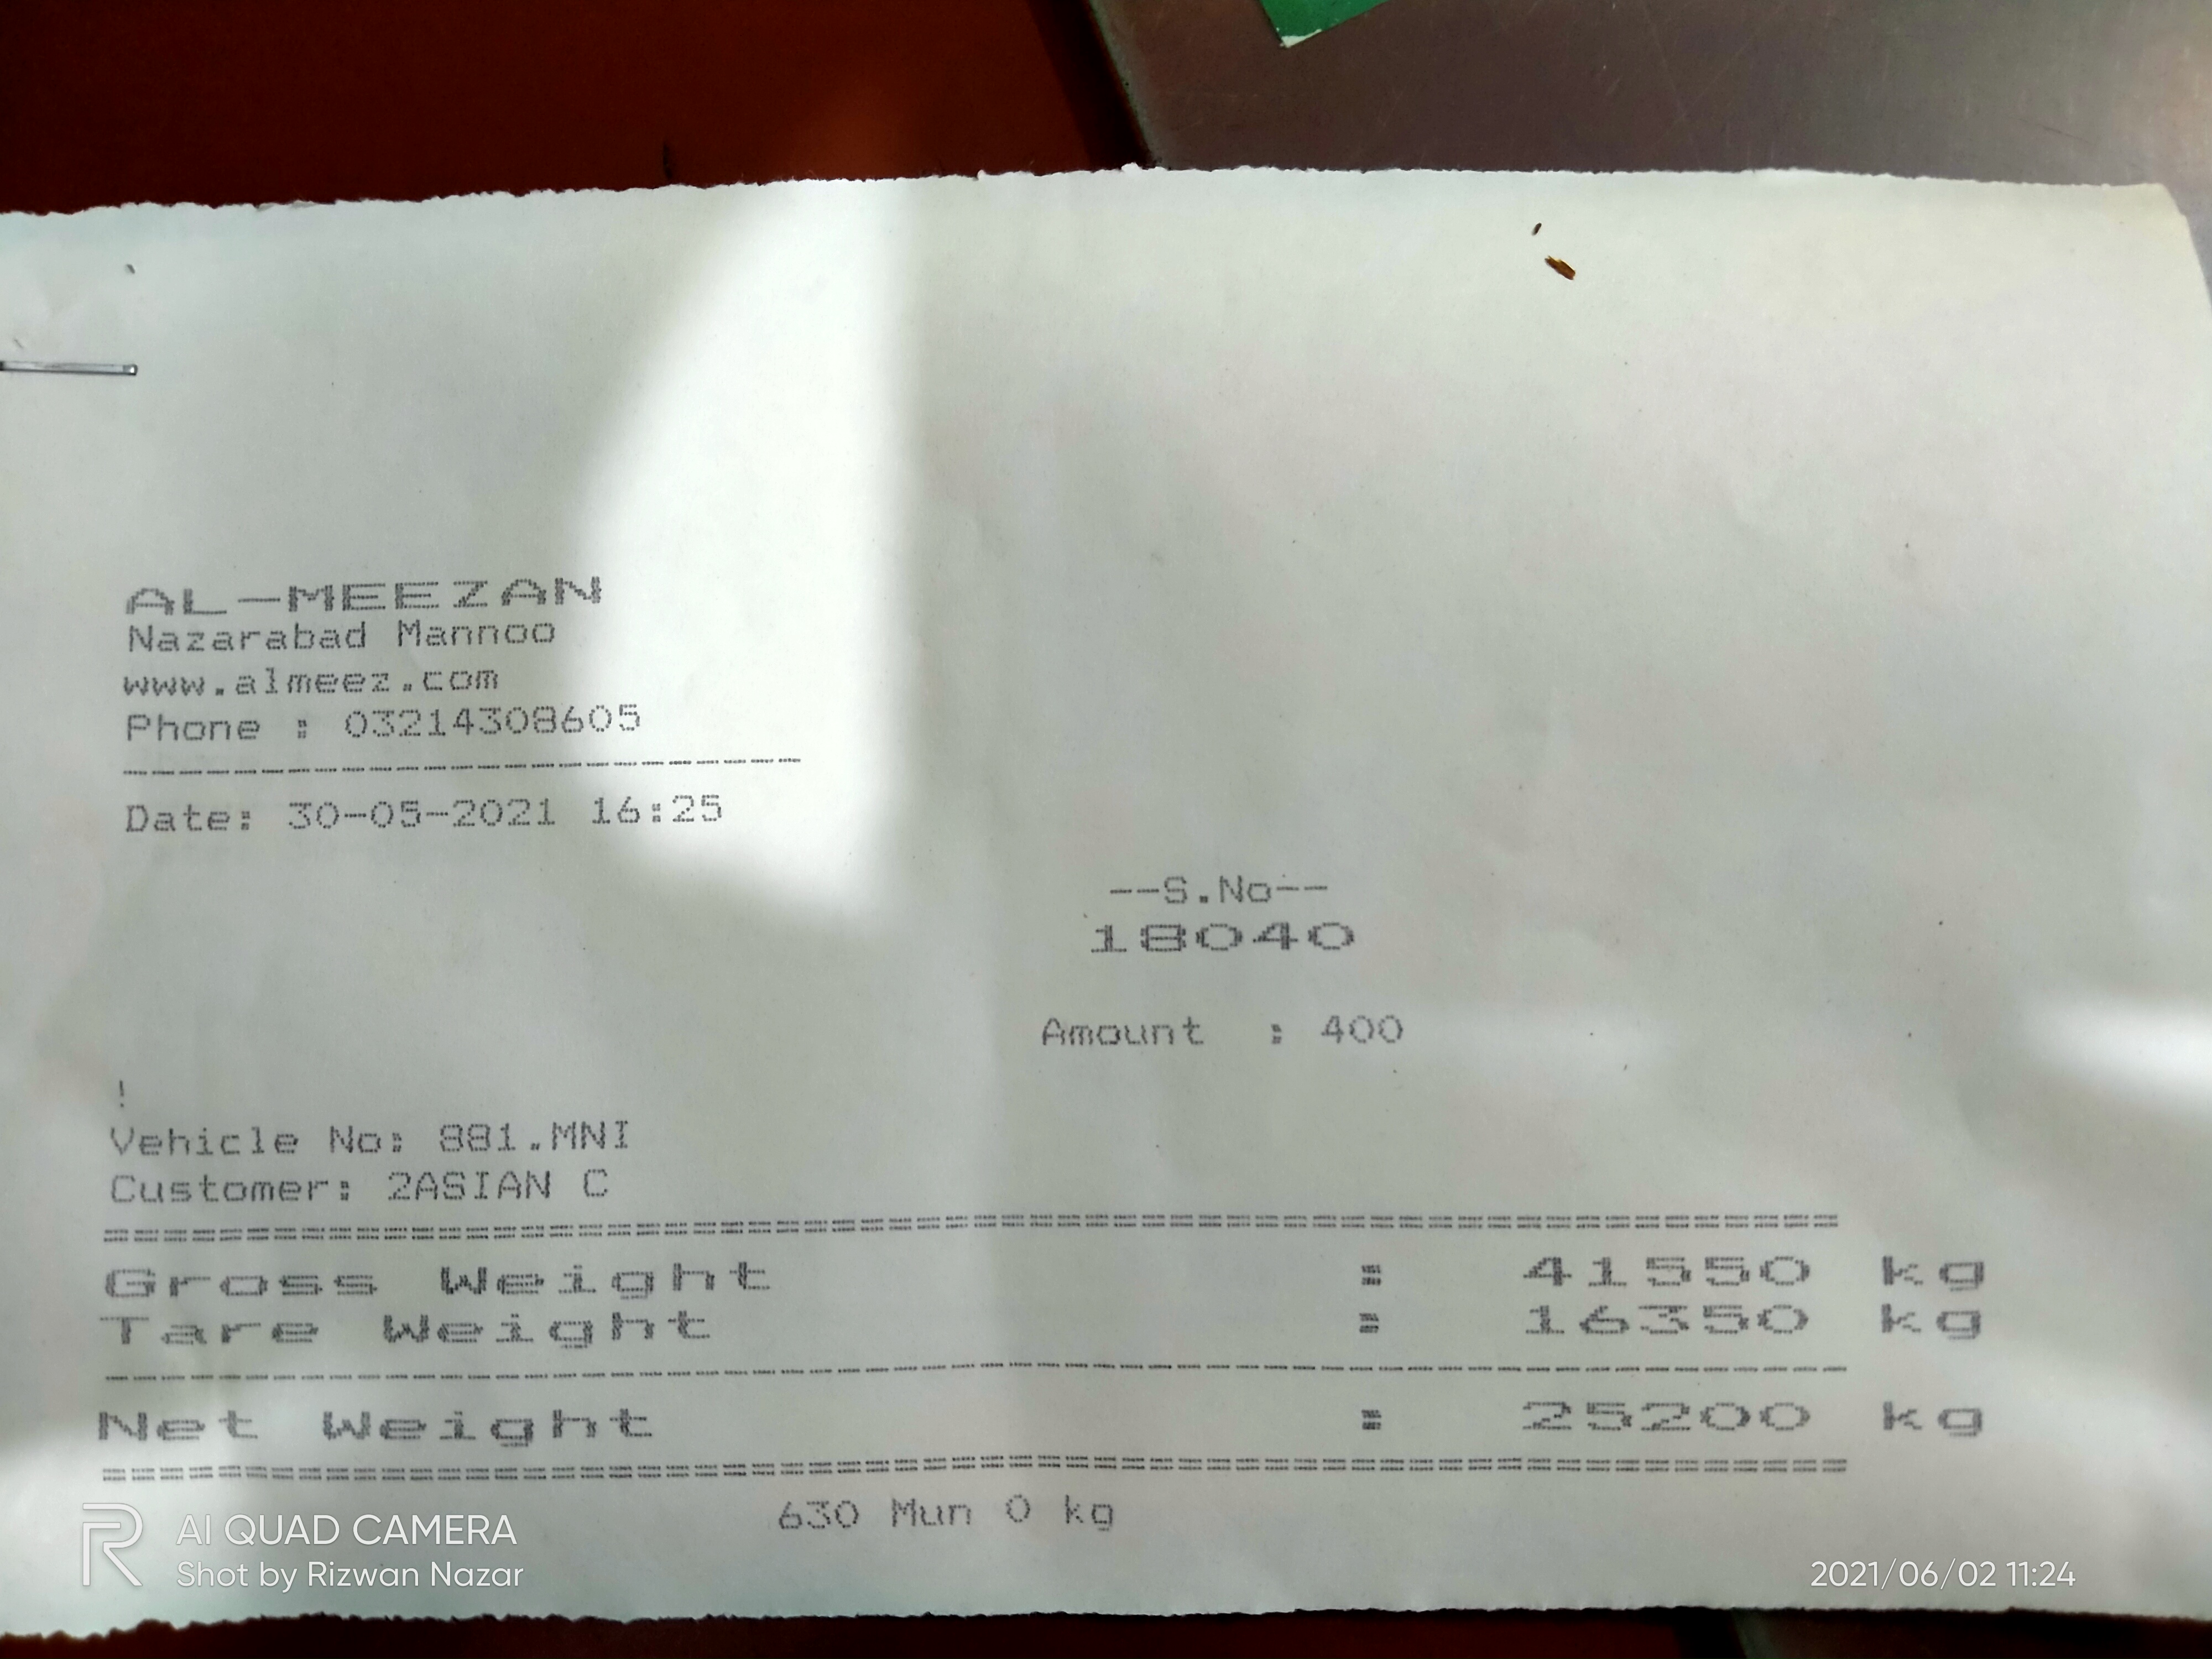 AL-MEEZAN
Nazarabad Mannoo
www.almeez.com
Phone : 03214308605
--------------------------------------------------
Date: 30-05-2021 16:25
--S.No--
18040
Amount : 400
!
Vehicle No: 881.MNI
Customer: 2ASIAN C
Gross Weight : 41550 kg
Tare Weight : 16350 kg
Net Weight : 25200 kg
630 Mun 0 kg
R AI QUAD CAMERA
Shot by Rizwan Nazar
2021/06/02 11:24